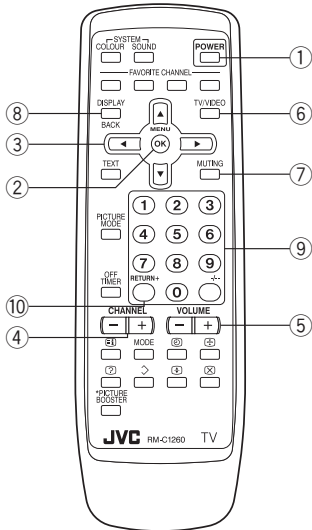 SYSTEM
COLOUR SOUND
POWER
①
FAVORITE CHANNEL
⑧
DISPLAY
TV/VIDEO
⑥
BACK
③
MENU
OK
②
TEXT
MUTING
⑦
1 2 3
PICTURE
MODE
4 5 6
⑨
7 8 9
OFF
TIMER
RETURN+
-/--
⑩
0
CHANNEL VOLUME
④
- + - +
⑤
MODE
?
*PICTURE
BOOSTER
JVC RM-C1260 TV